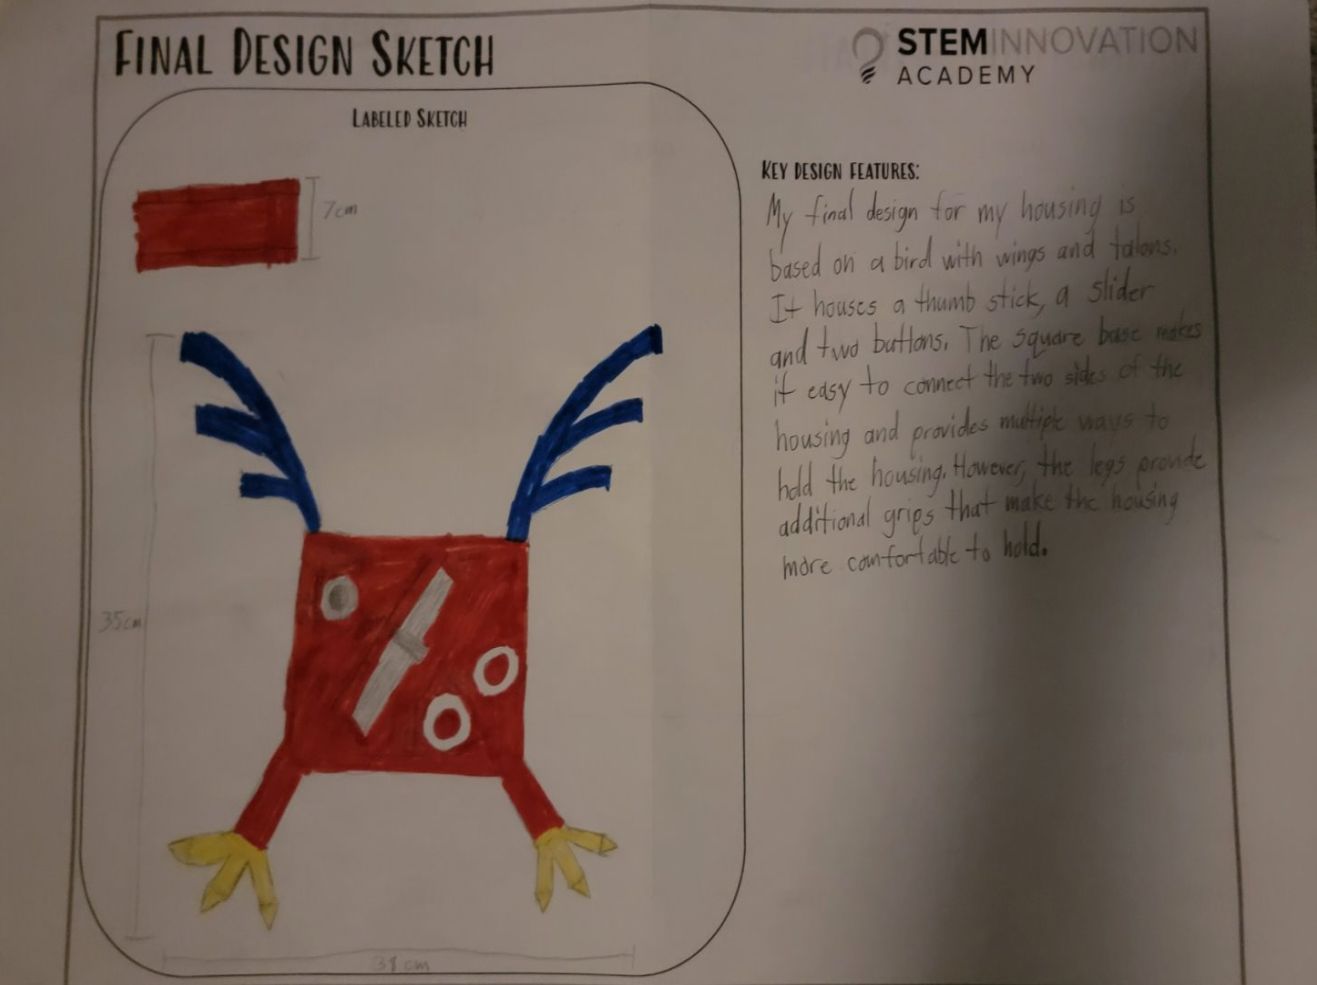 FINAL DESIGN SKETCH
STEMINNOVATION
ACADEMY
LABELED SKETCH
7cm
35cm
cm
KEY DESIGN FEATURES:
My final design for my housing is
based on a bird with wings and talons.
It houses a thumb stick, a slider
and two buttons. The square base makes
it easy to connect the two sides of the
housing and provides multiple ways to
hold the housing. However, the legs provide
additional grips that make the housing
more comfortable to hold.